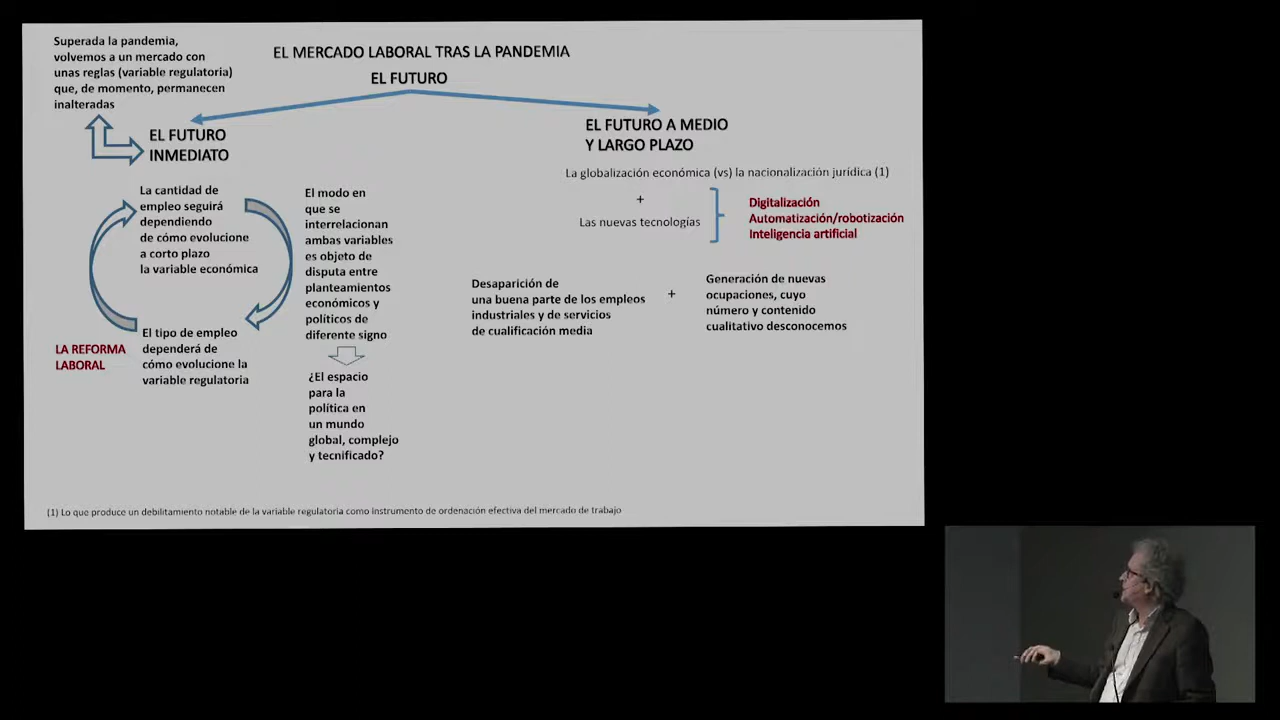 Superada la pandemia,
volvemos a un mercado con
unas reglas (variable regulatoria)
que, de momento, permanecen
inalteradas
EL MERCADO LABORAL TRAS LA PANDEMIA
EL FUTURO
EL FUTURO
INMEDIATO
La cantidad de
empleo seguirá
dependiendo
de cómo evolucione
a corto plazo
la variable económica
LA REFORMA
LABORAL
El tipo de empleo
dependerá de
cómo evolucione la
variable regulatoria
El modo en
que se
interrelacionan
ambas variables
es objeto de
disputa entre
planteamientos
económicos y
políticos de
diferente signo
¿El espacio
para la
política en
un mundo
global, complejo
y tecnificado?
EL FUTURO A MEDIO
Y LARGO PLAZO
La globalización económica (vs) la nacionalización jurídica (1)
+
Las nuevas tecnologías
Digitalización
Automatización/robotización
Inteligencia artificial
Desaparición de
una buena parte de los empleos
industriales y de servicios
de cualificación media
+
Generación de nuevas
ocupaciones, cuyo
número y contenido
cualitativo desconocemos
(1) Lo que produce un debilitamiento notable de la variable regulatoria como instrumento de ordenación efectiva del mercado de trabajo